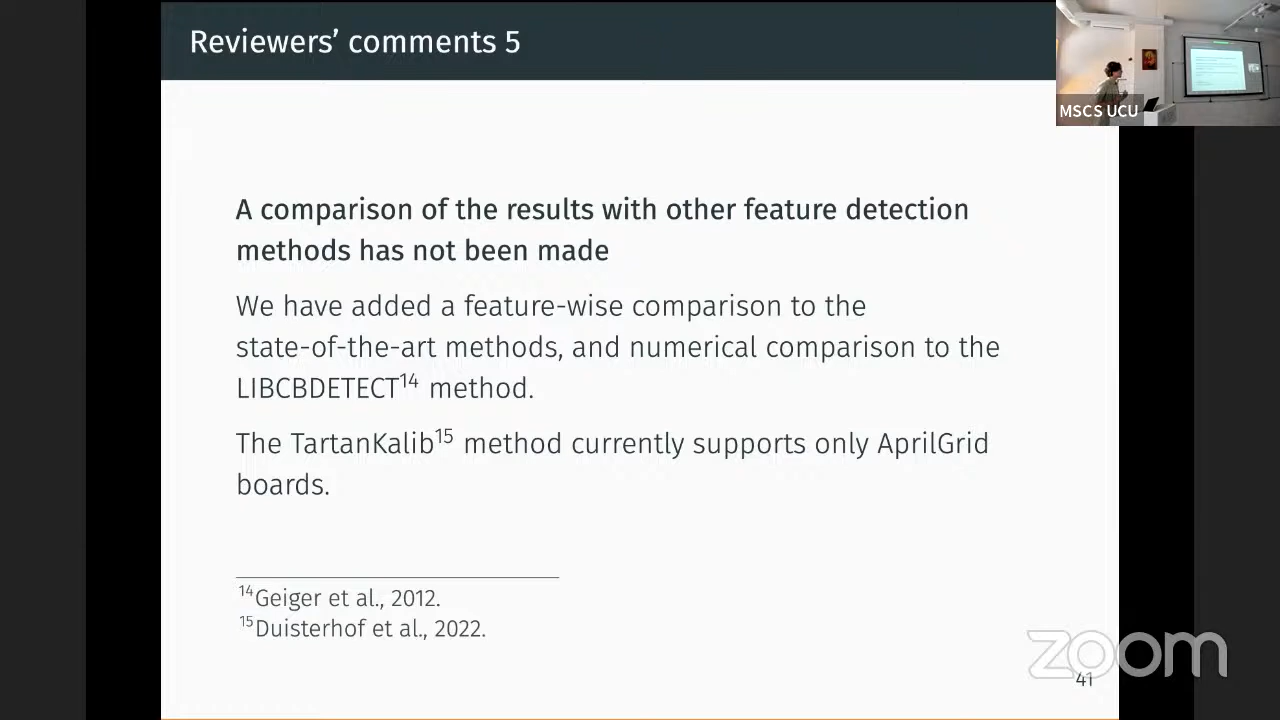 Reviewers’ comments 5
MSCS UCU
A comparison of the results with other feature detection
methods has not been made
We have added a feature-wise comparison to the
state-of-the-art methods, and numerical comparison to the
LIBCBDETECT14 method.
The TartanKalib15 method currently supports only AprilGrid
boards.
14Geiger et al., 2012.
15Duisterhof et al., 2022.
zoom
41